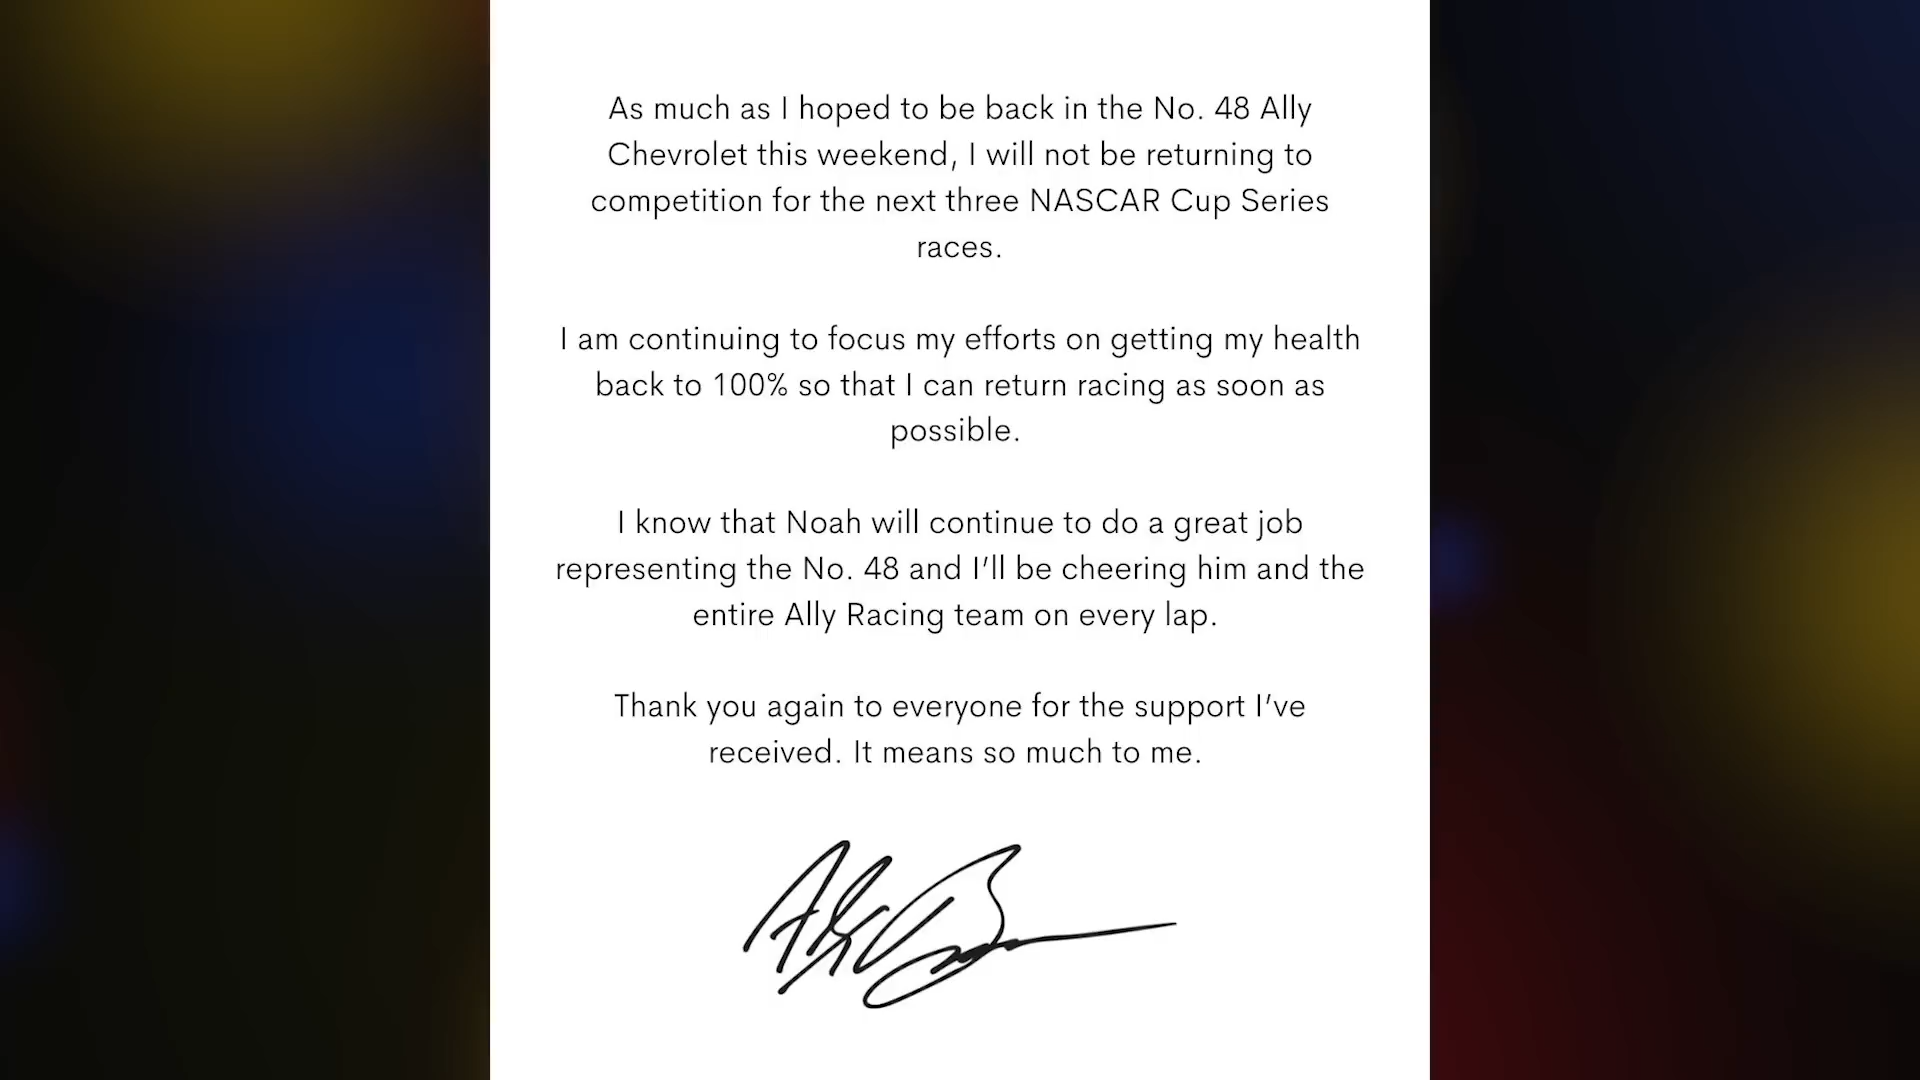 As much as I hoped to be back in the No. 48 Ally
Chevrolet this weekend, I will not be returning to
competition for the next three NASCAR Cup Series
races.
I am continuing to focus my efforts on getting my health
back to 100% so that I can return racing as soon as
possible.
I know that Noah will continue to do a great job
representing the No. 48 and I’ll be cheering him and the
entire Ally Racing team on every lap.
Thank you again to everyone for the support I’ve
received. It means so much to me.